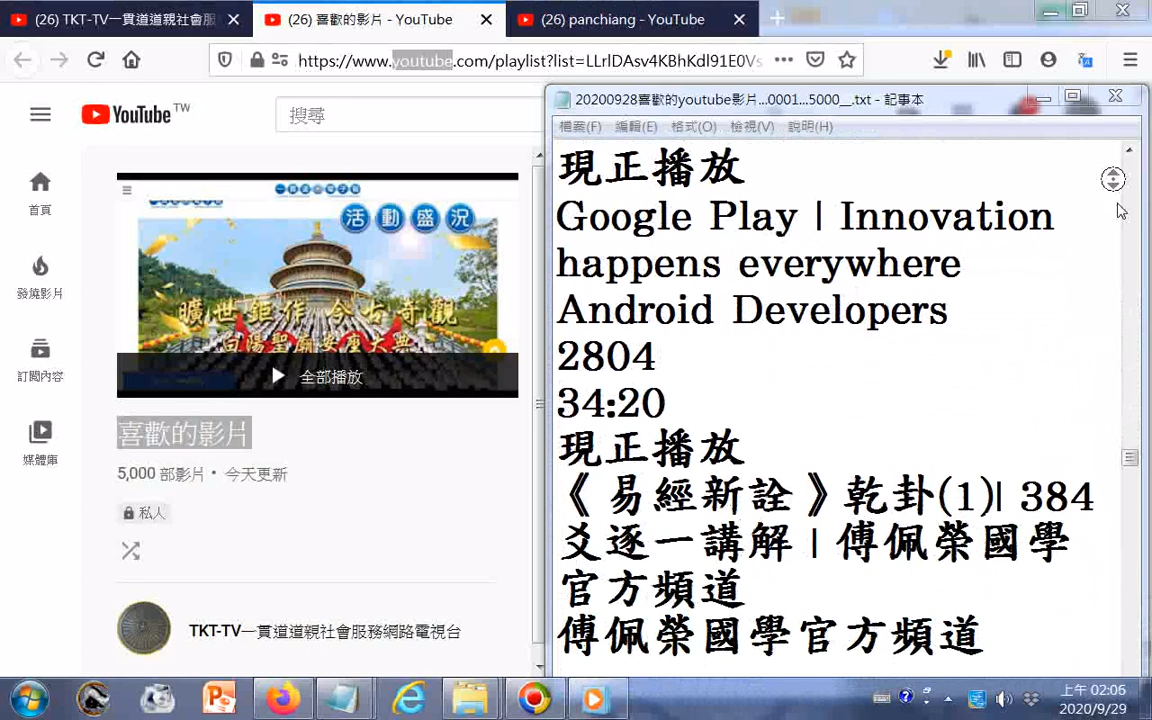 (26) TKT-TV一貫道道親社會服
(26) 喜歡的影片 - YouTube
(26) panchiang - YouTube
https://www.youtube.com/playlist?list=LLrlDAsv4KBhKdl91E0Vs
YouTube TW
搜尋
首頁
發燒影片
訂閱內容
媒體庫
活動盛況
曠世鉅作 今古奇觀
白陽聖廟安座大典
全部播放
喜歡的影片
5,000 部影片 • 今天更新
私人
TKT-TV一貫道道親社會服務網路電視台
20200928喜歡的youtube影片...0001...5000__.txt - 記事本
檔案(F) 編輯(E) 格式(O) 檢視(V) 說明(H)
現正播放
Google Play | Innovation
happens everywhere
Android Developers
2804
34:20
現正播放
《易經新詮》乾卦(1)| 384
爻逐一講解 | 傅佩榮國學
官方頻道
傅佩榮國學官方頻道
上午 02:06
2020/9/29